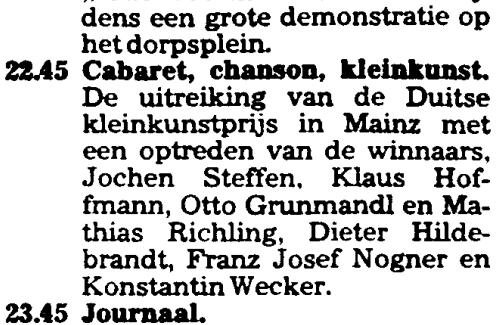 dens een grote demonstratie op
het dorpsplein.
22.45 Cabaret, chanson, kleinkunst.
De uitreiking van de Duitse
kleinkunstprijs in Mainz met
een optreden van de winnaars,
Jochen Steffen, Klaus Hof-
fmann, Otto Grunmandl en Ma-
thias Richling, Dieter Hilde-
brandt, Franz Josef Nogner en
Konstantin Wecker.
23.45 Journaal.